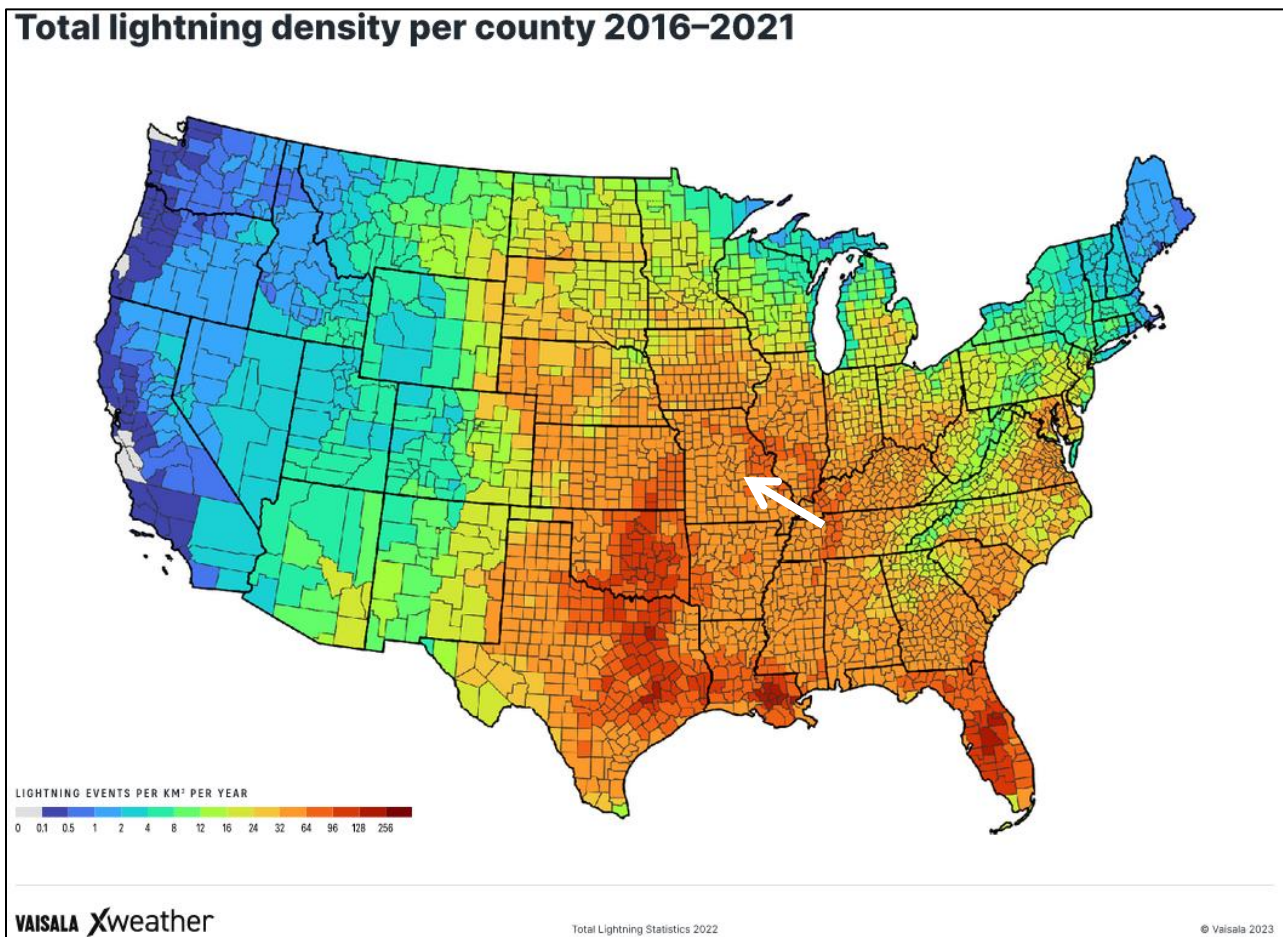 Total lightning density per county 2016–2021
LIGHTNING EVENTS PER KM² PER YEAR
0 0.1 0.5 1 2 4 8 12 16 24 32 64 96 128 256
VAISALA Xweather
Total Lightning Statistics 2022
© Vaisala 2023